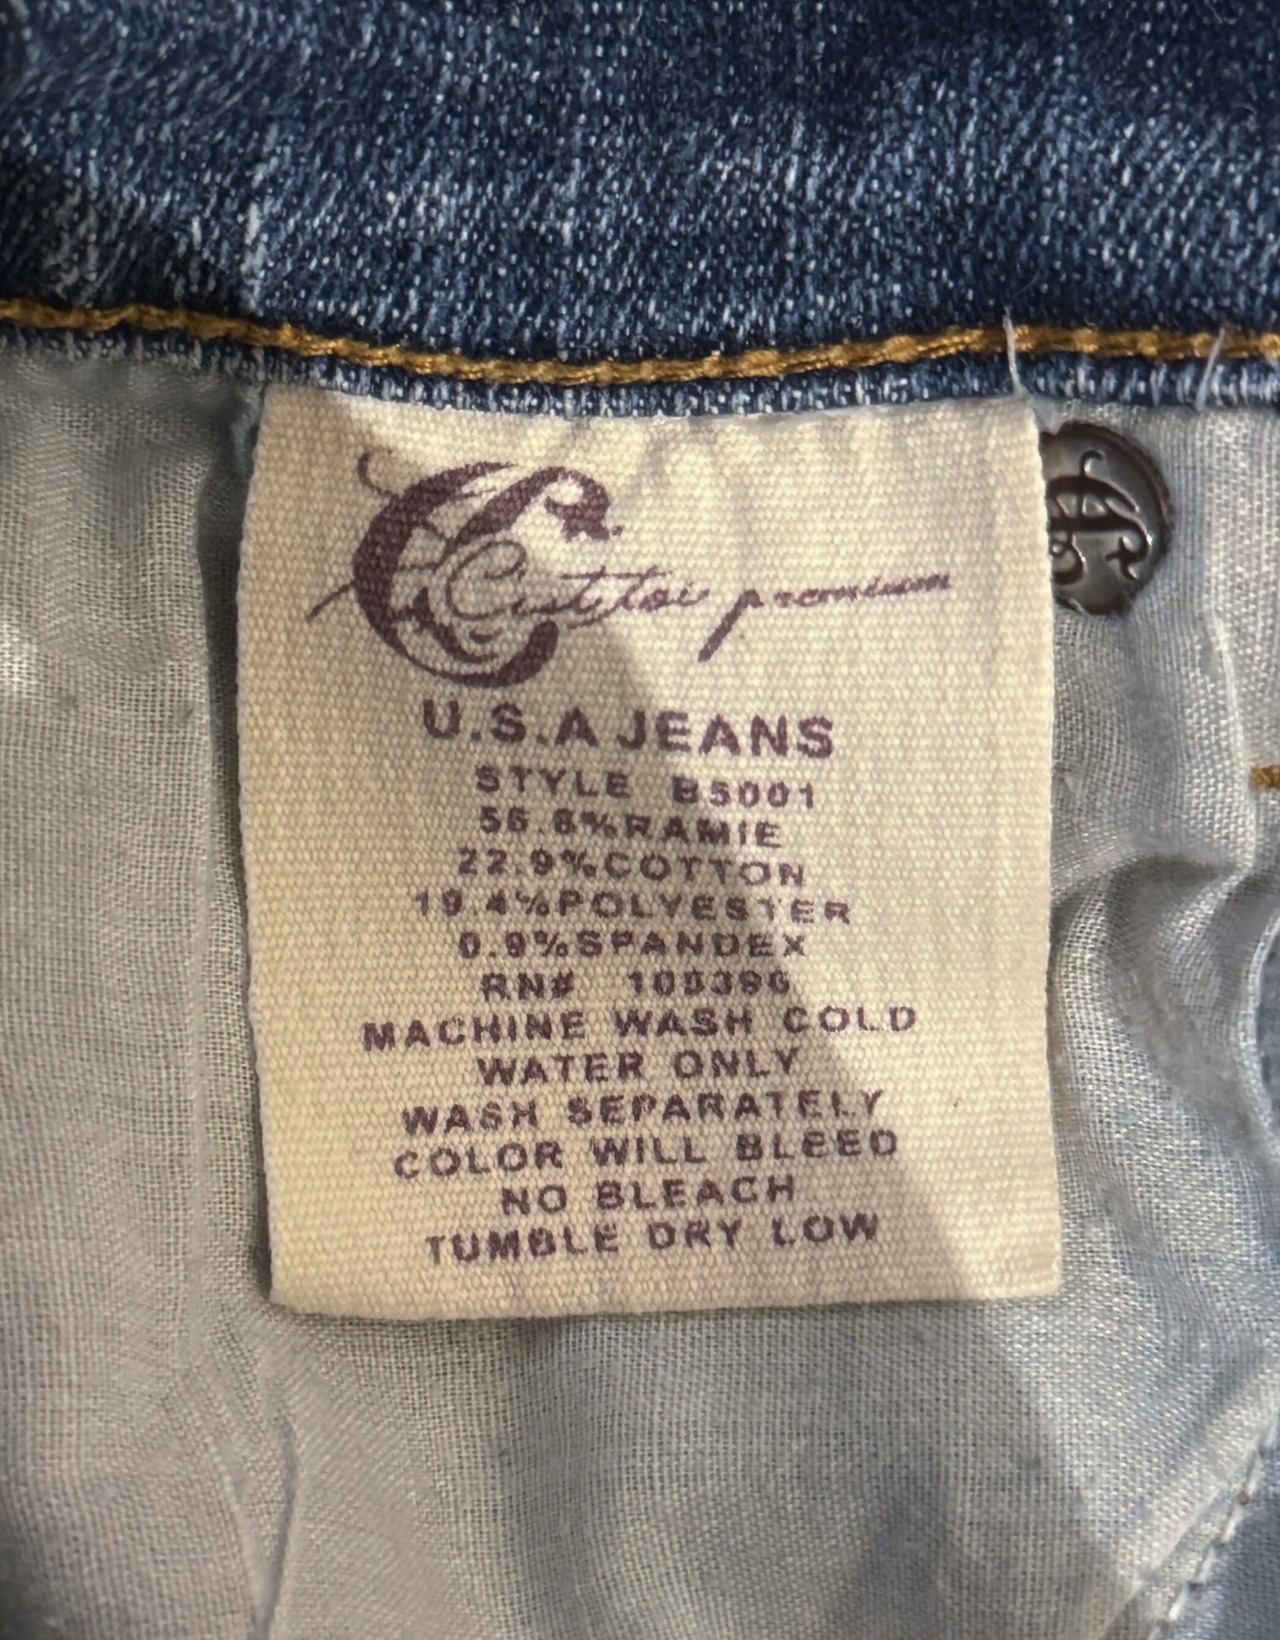 premium
U.S.A JEANS
STYLE B5001
56.8%RAMIE
22.9%COTTON
19.4%POLYESTER
0.9%SPANDEX
RN#
MACHINE WASH COLD
WATER ONLY
WASH SEPARATELY
COLOR WILL BLEED
NO BLEACH
TUMBLE DRY LOW